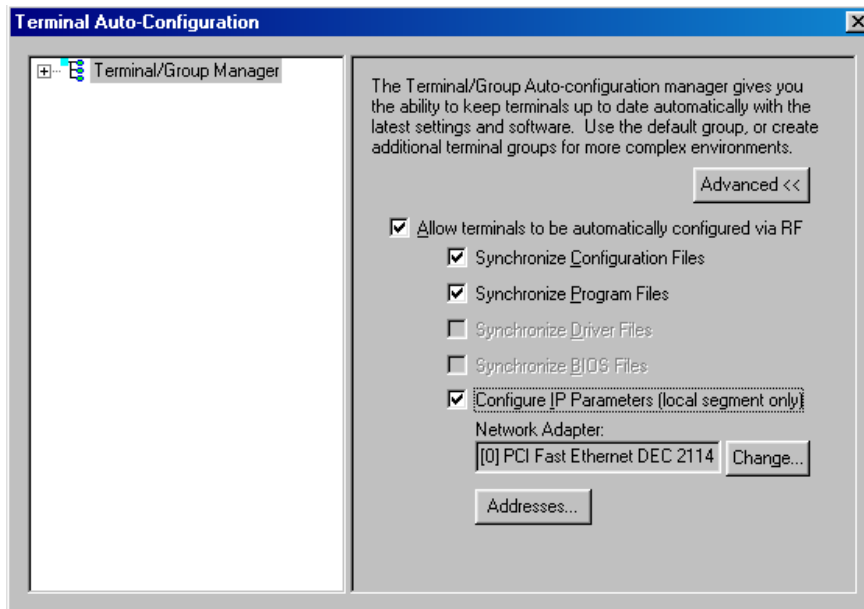 Terminal Auto-Configuration
Terminal/Group Manager
The Terminal/Group Auto-configuration manager gives you
the ability to keep terminals up to date automatically with the
latest settings and software. Use the default group, or create
additional terminal groups for more complex environments.
Advanced <<
Allow terminals to be automatically configured via RF
Synchronize Configuration Files
Synchronize Program Files
Synchronize Driver Files
Synchronize BIOS Files
Configure IP Parameters (local segment only)
Network Adapter:
[0] PCI Fast Ethernet DEC 2114
Change...
Addresses...